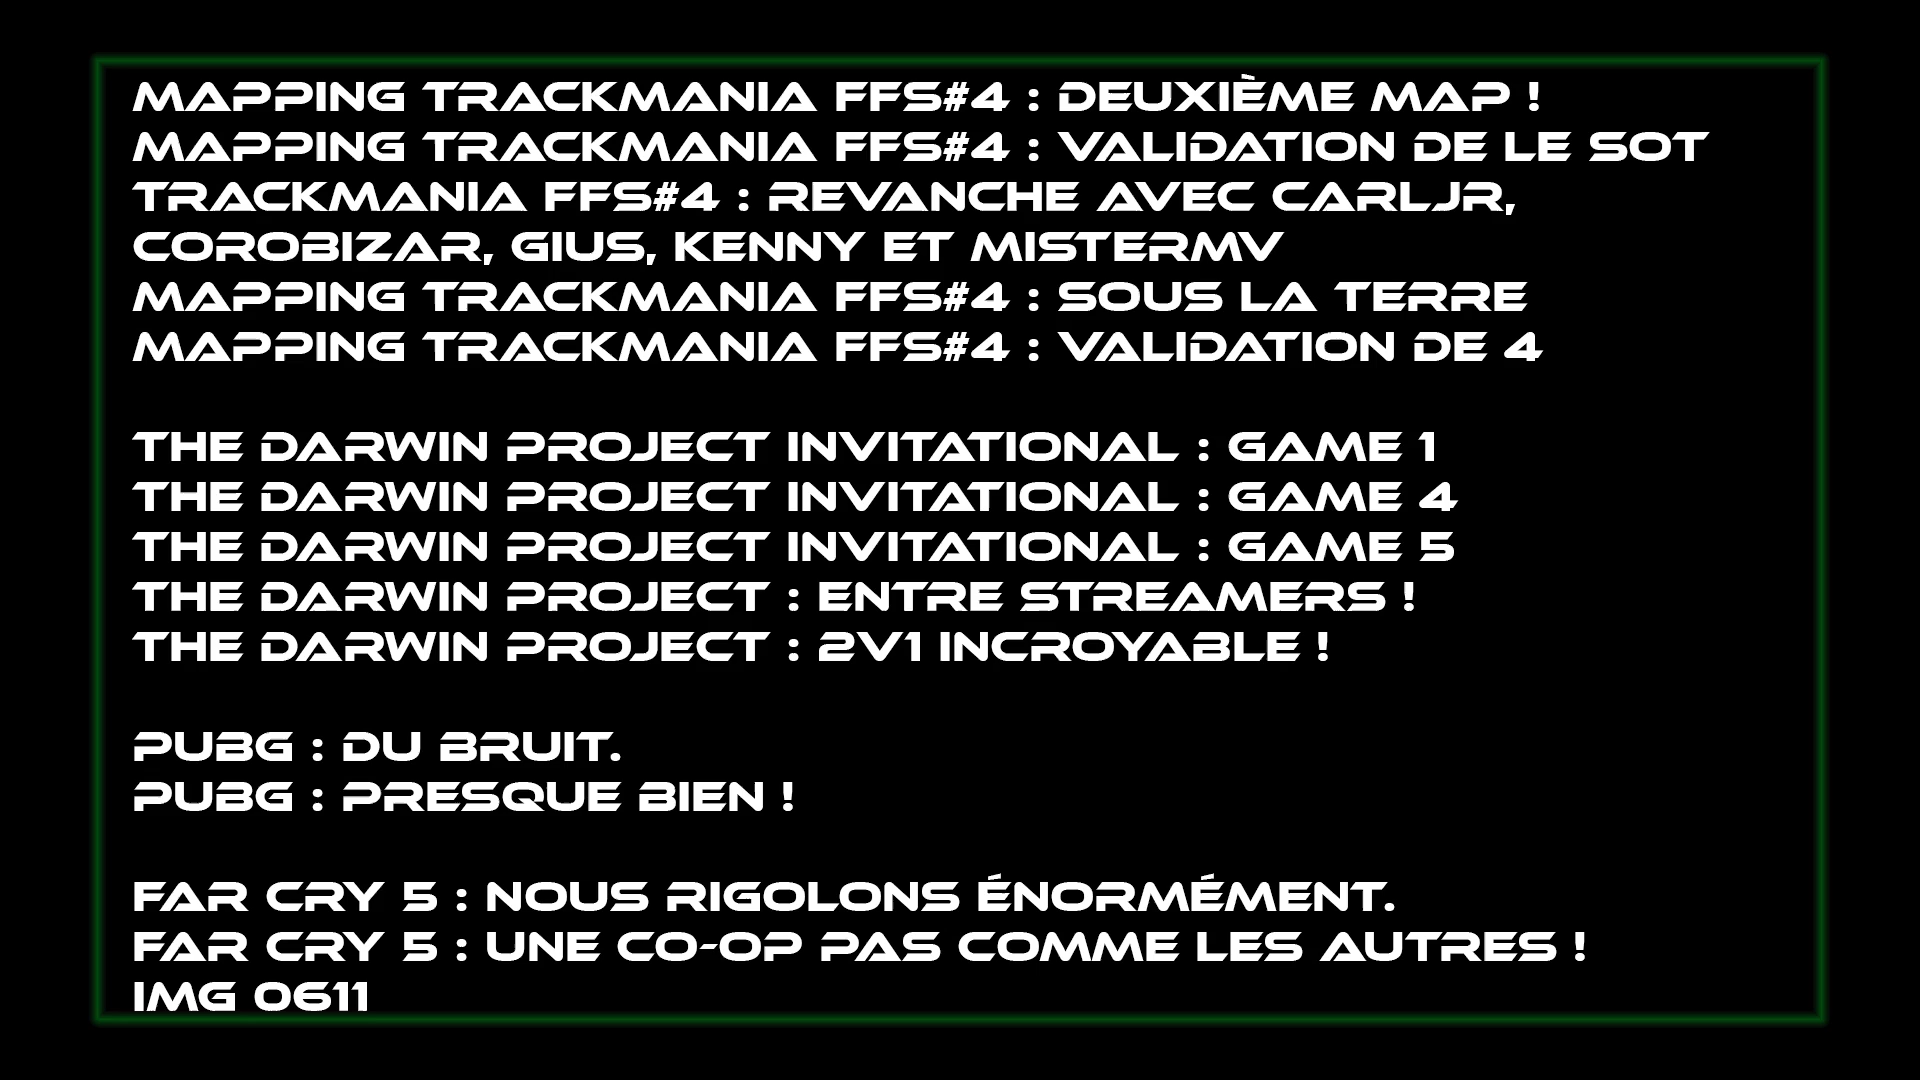 MAPPING TRACKMANIA FFS#4 : DEUXIÈME MAP !
MAPPING TRACKMANIA FFS#4 : VALIDATION DE LE SOT
TRACKMANIA FFS#4 : REVANCHE AVEC CARLJR,
COROBIZAR, GIUS, KENNY ET MISTERMV
MAPPING TRACKMANIA FFS#4 : SOUS LA TERRE
MAPPING TRACKMANIA FFS#4 : VALIDATION DE 4
THE DARWIN PROJECT INVITATIONAL : GAME 1
THE DARWIN PROJECT INVITATIONAL : GAME 4
THE DARWIN PROJECT INVITATIONAL : GAME 5
THE DARWIN PROJECT : ENTRE STREAMERS !
THE DARWIN PROJECT : 2V1 INCROYABLE !
PUBG : DU BRUIT.
PUBG : PRESQUE BIEN !
FAR CRY 5 : NOUS RIGOLONS ÉNORMÉMENT.
FAR CRY 5 : UNE CO-OP PAS COMME LES AUTRES !
IMG 0611